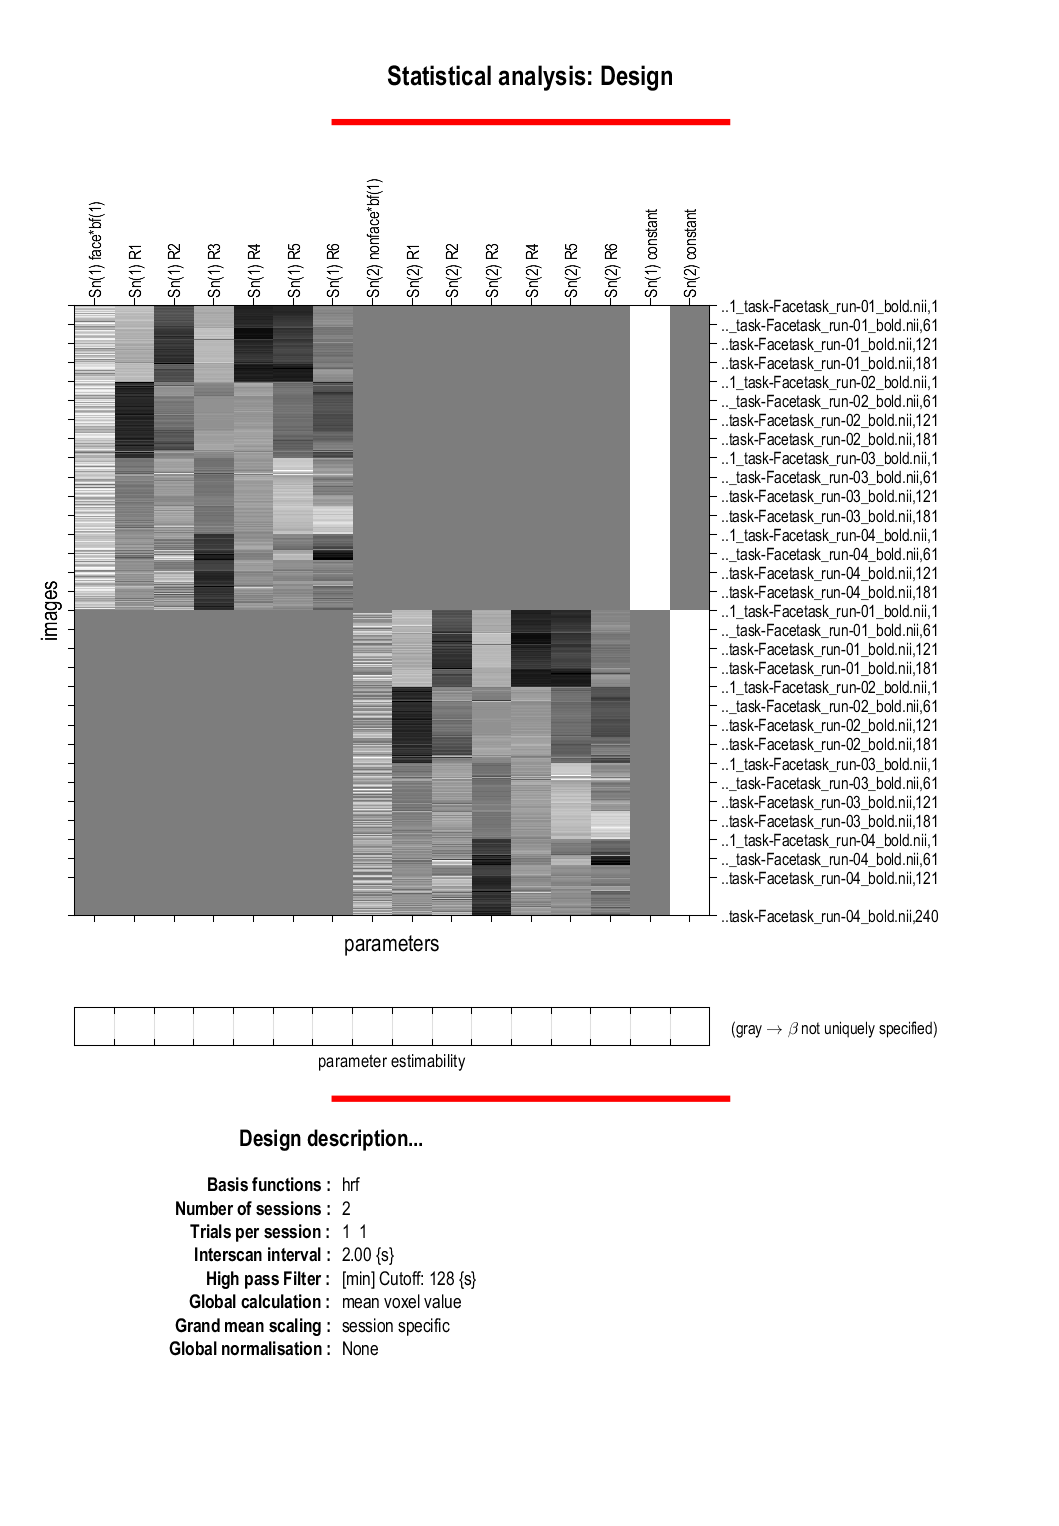 Statistical analysis: Design
Sn(1) face*bf(1)
Sn(1) R1
Sn(1) R2
Sn(1) R3
Sn(1) R4
Sn(1) R5
Sn(1) R6
Sn(2) nonface*bf(1)
Sn(2) R1
Sn(2) R2
Sn(2) R3
Sn(2) R4
Sn(2) R5
Sn(2) R6
Sn(1) constant
Sn(2) constant
..1_task-Facetask_run-01_bold.nii,1
.._task-Facetask_run-01_bold.nii,61
..task-Facetask_run-01_bold.nii,121
..task-Facetask_run-01_bold.nii,181
..1_task-Facetask_run-02_bold.nii,1
.._task-Facetask_run-02_bold.nii,61
..task-Facetask_run-02_bold.nii,121
..task-Facetask_run-02_bold.nii,181
..1_task-Facetask_run-03_bold.nii,1
.._task-Facetask_run-03_bold.nii,61
..task-Facetask_run-03_bold.nii,121
..task-Facetask_run-03_bold.nii,181
..1_task-Facetask_run-04_bold.nii,1
.._task-Facetask_run-04_bold.nii,61
..task-Facetask_run-04_bold.nii,121
..task-Facetask_run-04_bold.nii,181
..1_task-Facetask_run-01_bold.nii,1
.._task-Facetask_run-01_bold.nii,61
..task-Facetask_run-01_bold.nii,121
..task-Facetask_run-01_bold.nii,181
..1_task-Facetask_run-02_bold.nii,1
.._task-Facetask_run-02_bold.nii,61
..task-Facetask_run-02_bold.nii,121
..task-Facetask_run-02_bold.nii,181
..1_task-Facetask_run-03_bold.nii,1
.._task-Facetask_run-03_bold.nii,61
..task-Facetask_run-03_bold.nii,121
..task-Facetask_run-03_bold.nii,181
..1_task-Facetask_run-04_bold.nii,1
.._task-Facetask_run-04_bold.nii,61
..task-Facetask_run-04_bold.nii,121
..task-Facetask_run-04_bold.nii,240
images
parameters
(gray → β not uniquely specified)
parameter estimability
Design description...
Basis functions : hrf
Number of sessions : 2
Trials per session : 1 1
Interscan interval : 2.00 {s}
High pass Filter : [min] Cutoff: 128 {s}
Global calculation : mean voxel value
Grand mean scaling : session specific
Global normalisation : None